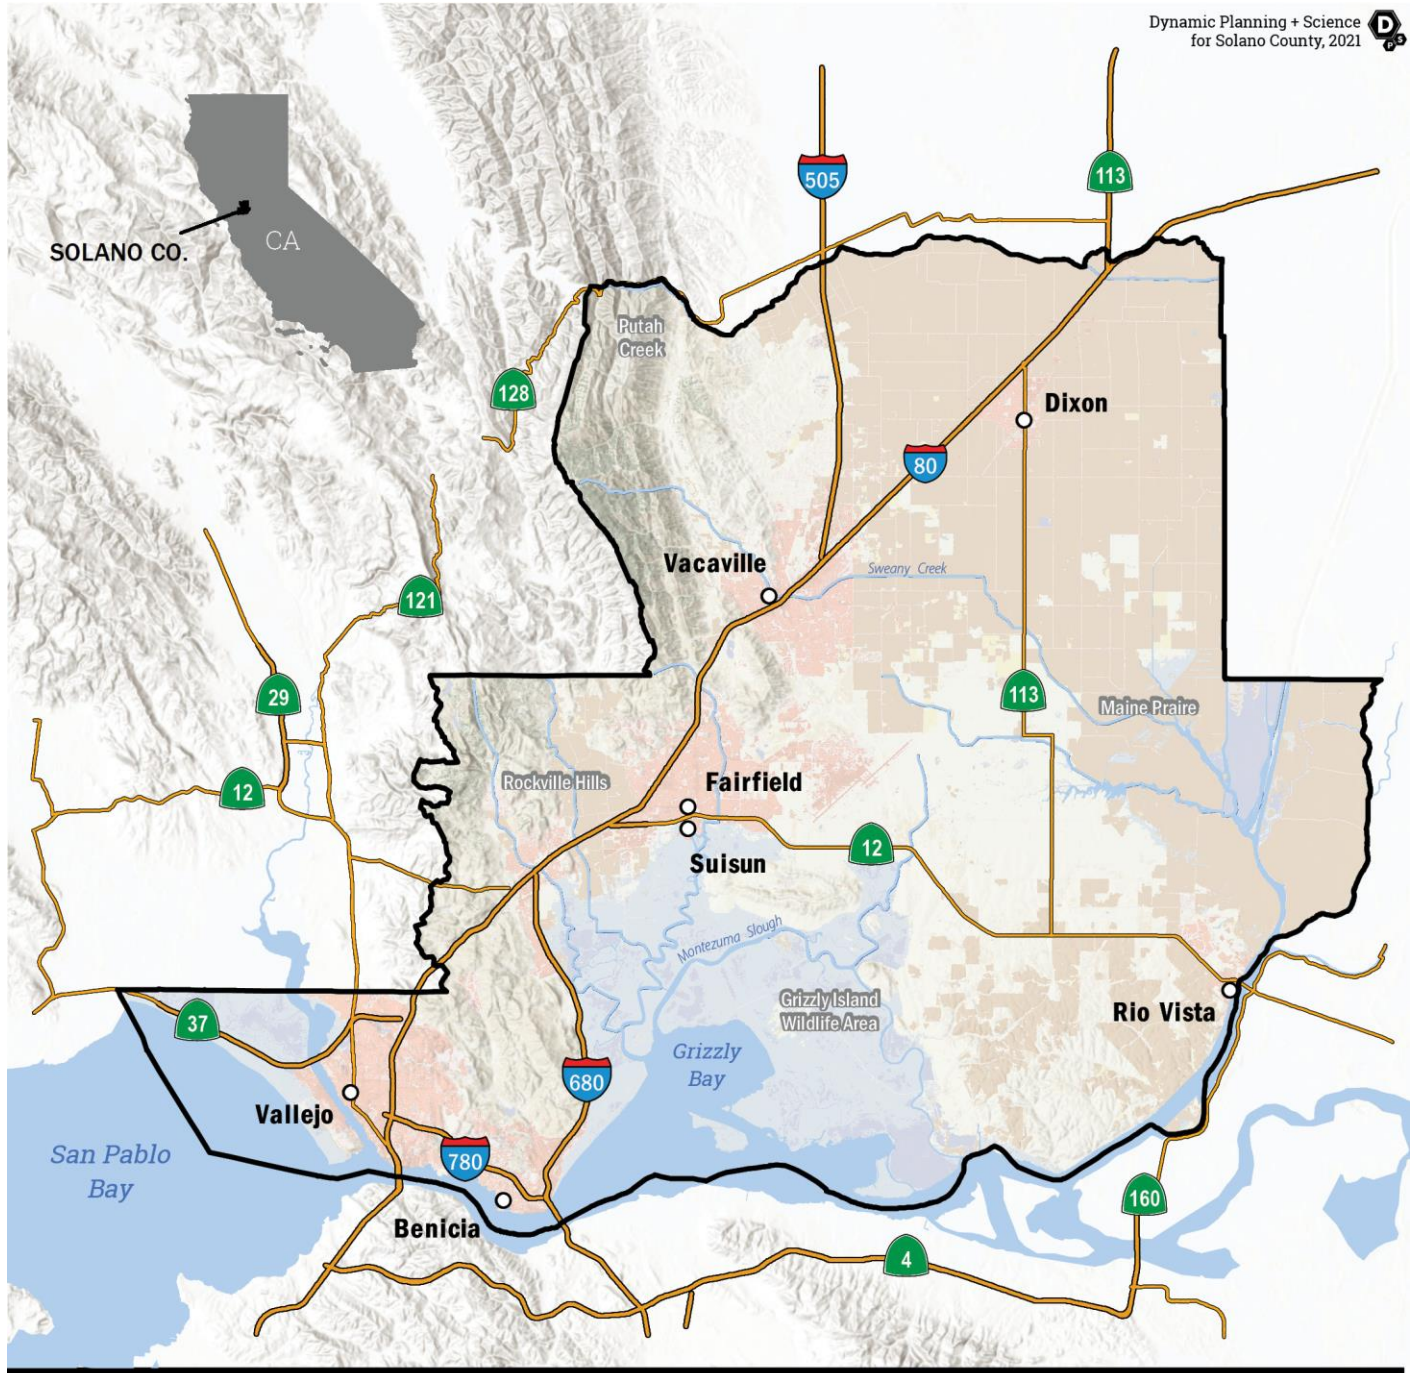 Dynamic Planning + Science
for Solano County, 2021
D
P
S
SOLANO CO.
CA
505
113
Putah
Creek
128
Dixon
80
Vacaville
Sweany Creek
121
29
113
Maine Praire
12
Rockville Hills
Fairfield
12
Suisun
Montezuma Slough
Grizzly Island
Wildlife Area
Rio Vista
37
Grizzly
Bay
680
Vallejo
San Pablo
Bay
780
160
Benicia
4